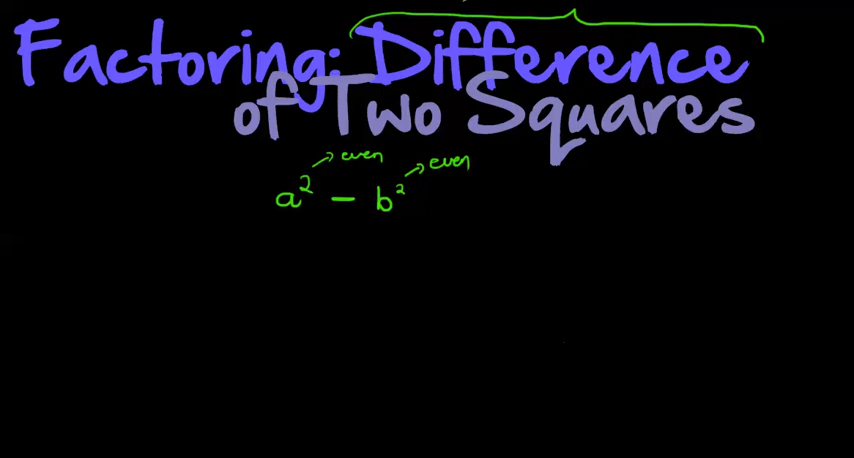 Factoring: Difference
of Two Squares
even even
a² − b²